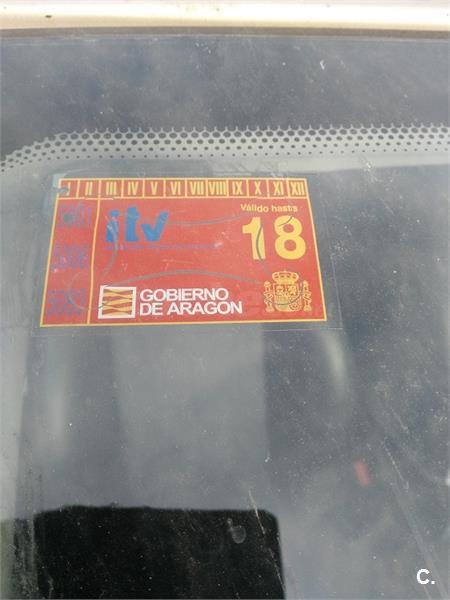 II III IV V VI VII VIII IX X XI XII
itv
Válido hasta
18
GOBIERNO
DE ARAGON
C.